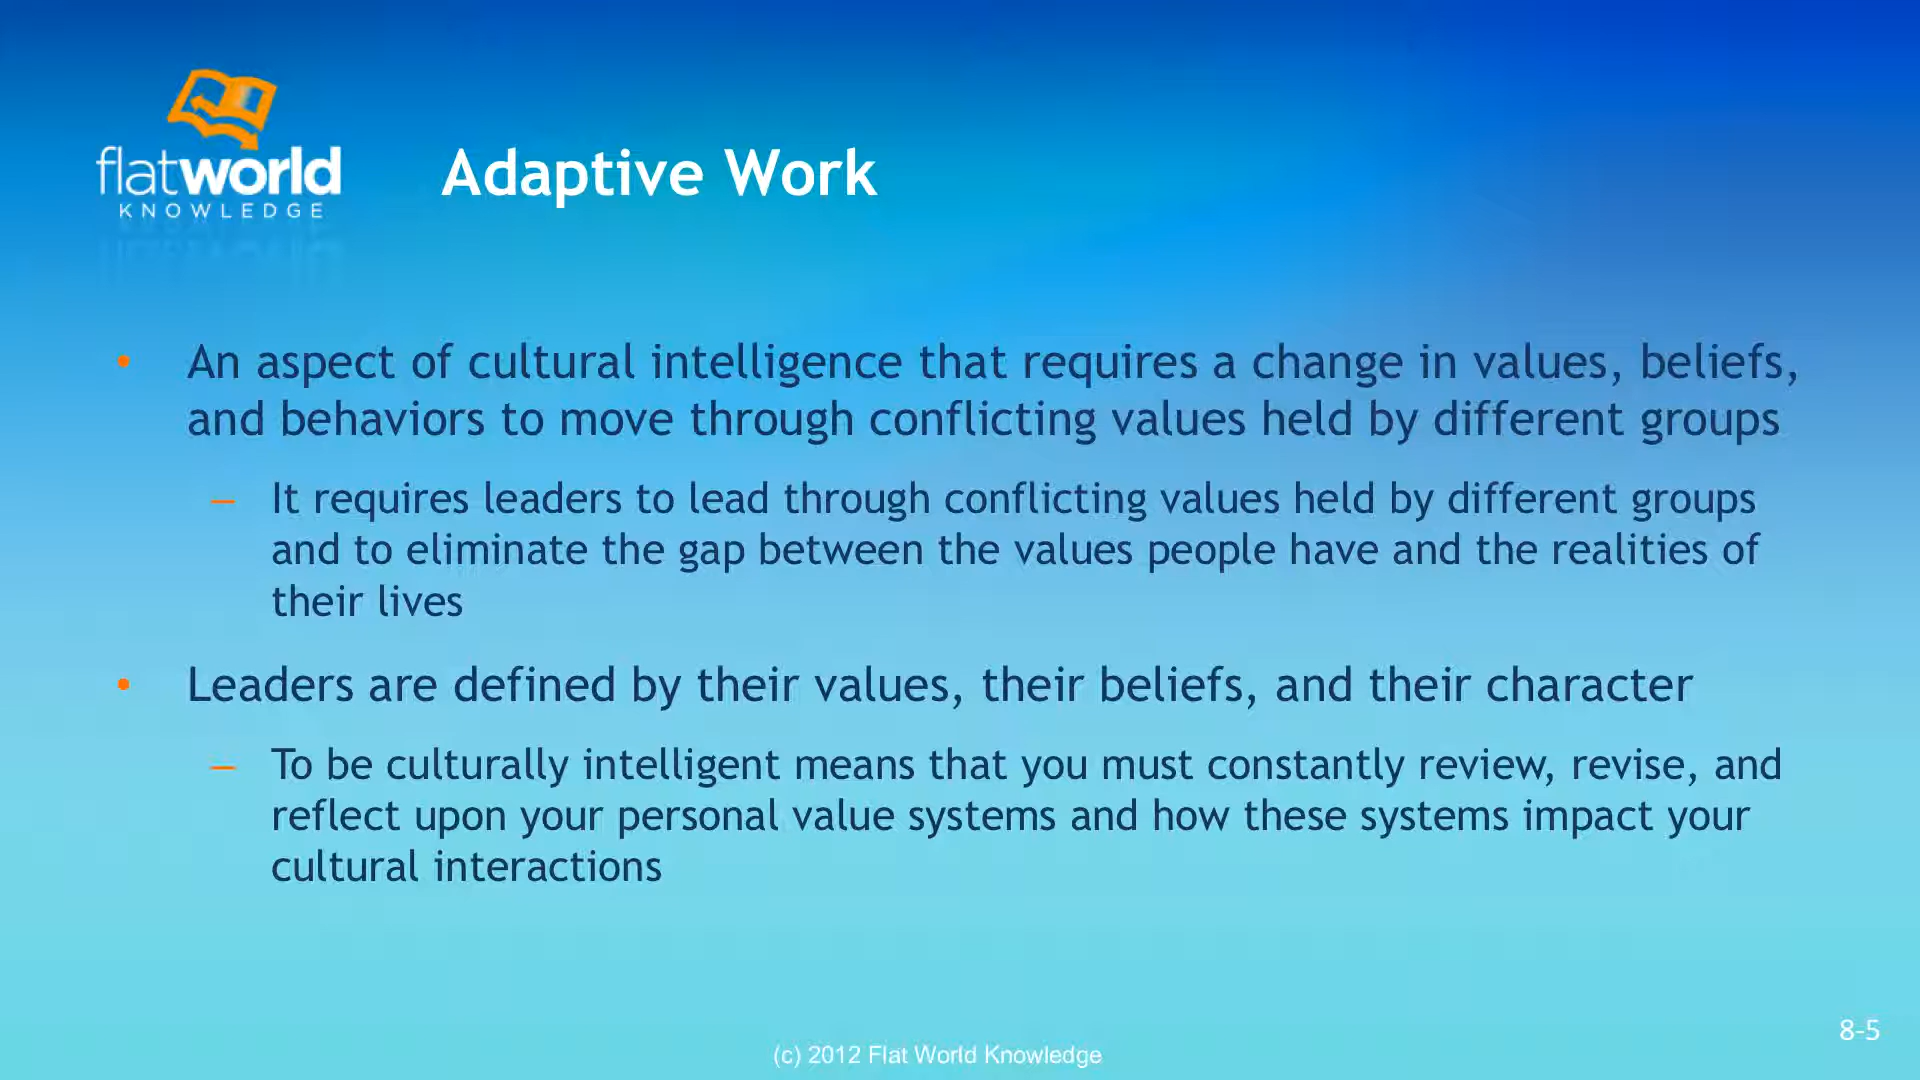 flatworld
KNOWLEDGE
Adaptive Work
• An aspect of cultural intelligence that requires a change in values, beliefs,
and behaviors to move through conflicting values held by different groups
– It requires leaders to lead through conflicting values held by different groups
and to eliminate the gap between the values people have and the realities of
their lives
• Leaders are defined by their values, their beliefs, and their character
– To be culturally intelligent means that you must constantly review, revise, and
reflect upon your personal value systems and how these systems impact your
cultural interactions
8-5
(c) 2012 Flat World Knowledge